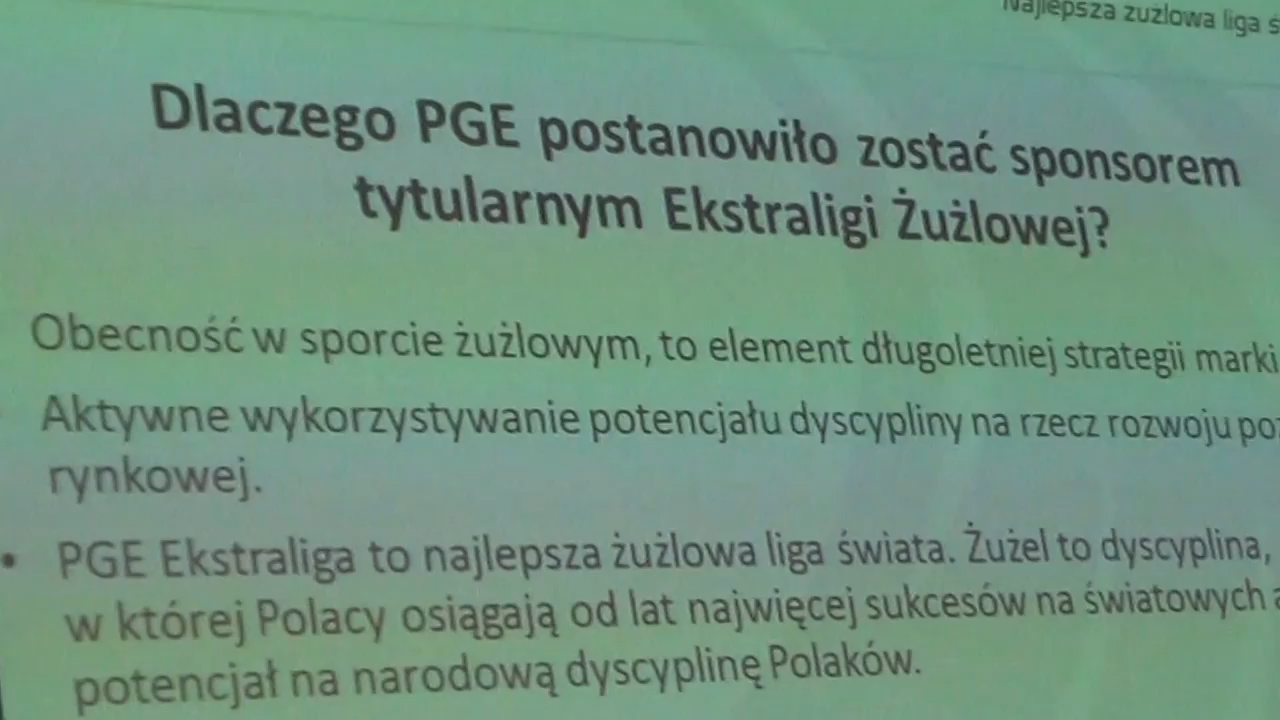 Najlepsza żużlowa liga
Dlaczego PGE postanowiło zostać sponsorem
tytularnym Ekstraligi Żużlowej?
Obecność w sporcie żużlowym, to element długoletniej strategii marki
Aktywne wykorzystywanie potencjału dyscypliny na rzecz rozwoju
rynkowej.
• PGE Ekstraliga to najlepsza żużlowa liga świata. Żużel to dyscyplina,
w której Polacy osiągają od lat najwięcej sukcesów na światowych
potencjał na narodową dyscyplinę Polaków.